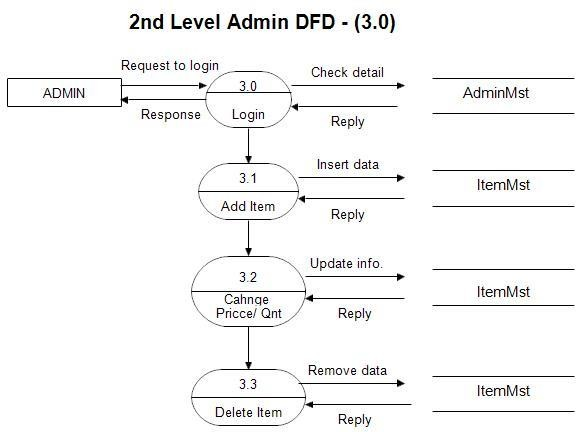 2nd Level Admin DFD - (3.0)
Request to login
Check detail
3.0
ADMIN
AdminMst
Response
Login
Reply
Insert data
3.1
ItemMst
Add Item
Reply
Update info.
3.2
ItemMst
Cahnge
Pricce/ Qnt
Reply
Remove data
3.3
ItemMst
Delete Item
Reply